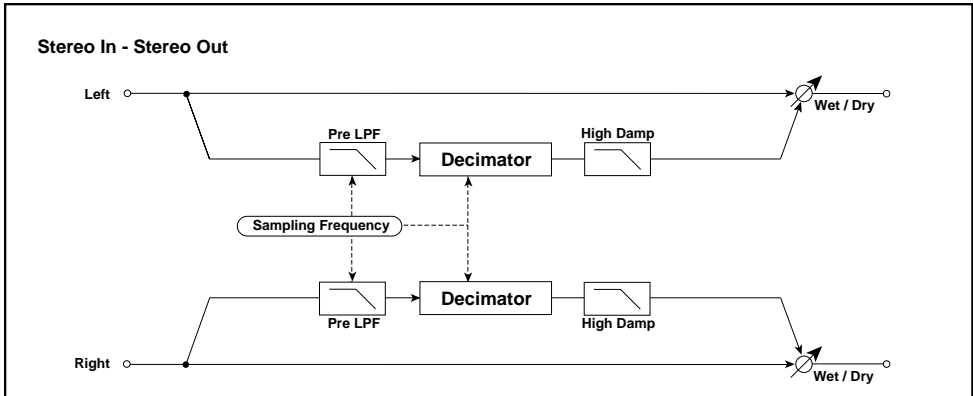 Stereo In - Stereo Out
Left
Wet / Dry
Pre LPF
High Damp
Decimator
Sampling Frequency
Decimator
Pre LPF
High Damp
Right
Wet / Dry